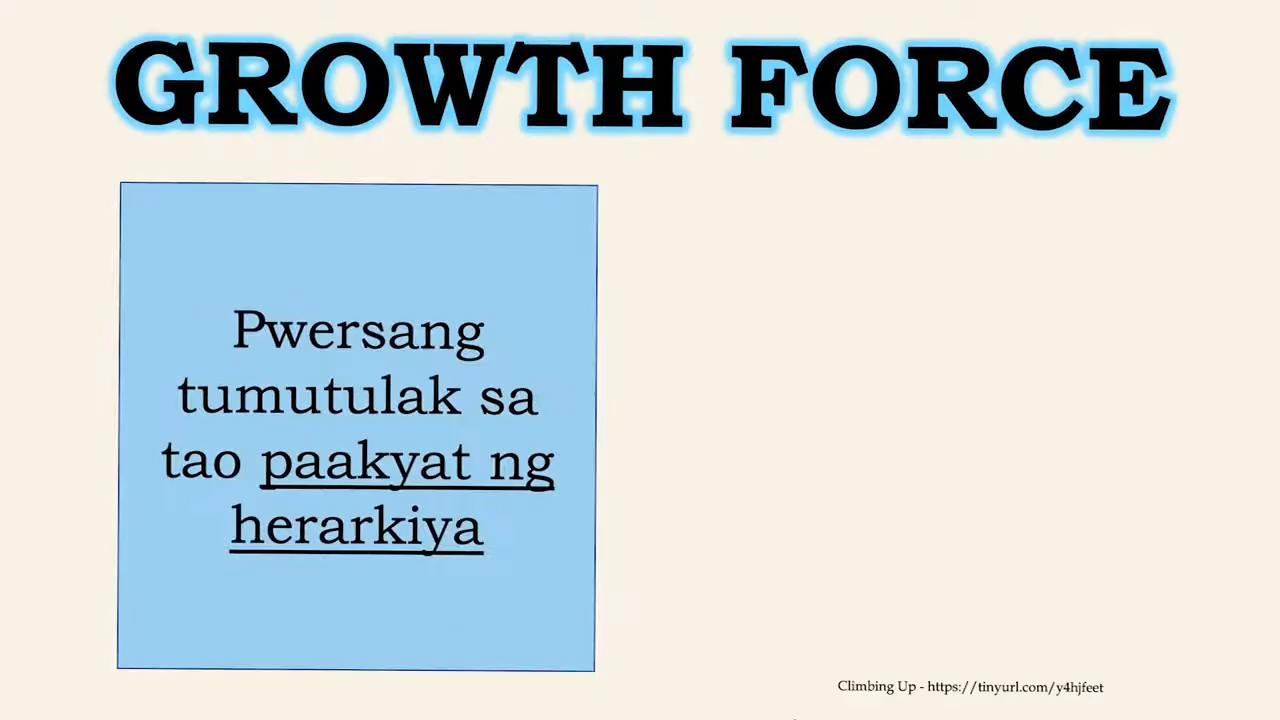 GROWTH FORCE
Pwersang
tumutulak sa
tao paakyat ng
herarkiya
Climbing Up - https://tinyurl.com/y4hjfeet